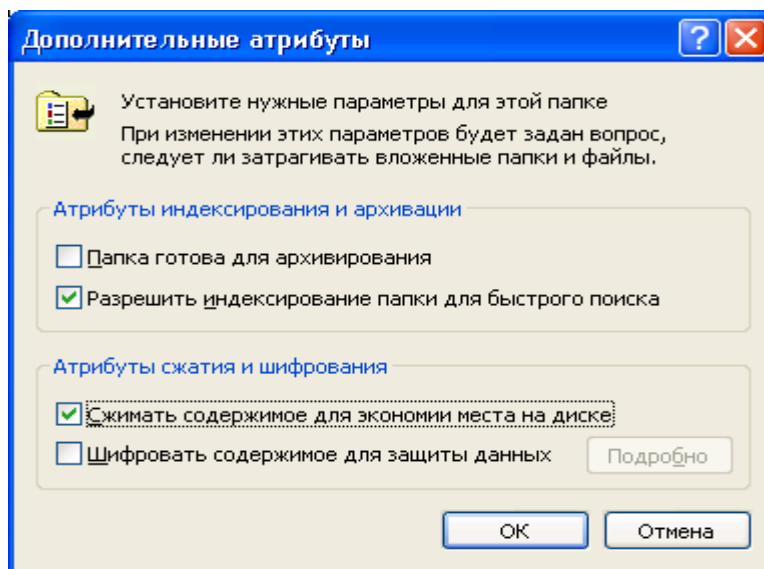 Дополнительные атрибуты
Установите нужные параметры для этой папке
При изменении этих параметров будет задан вопрос,
следует ли затрагивать вложенные папки и файлы.
Атрибуты индексирования и архивации
Папка готова для архивирования
Разрешить индексирование папки для быстрого поиска
Атрибуты сжатия и шифрования
Сжимать содержимое для экономии места на диске
Шифровать содержимое для защиты данных
Подробно
ОК
Отмена